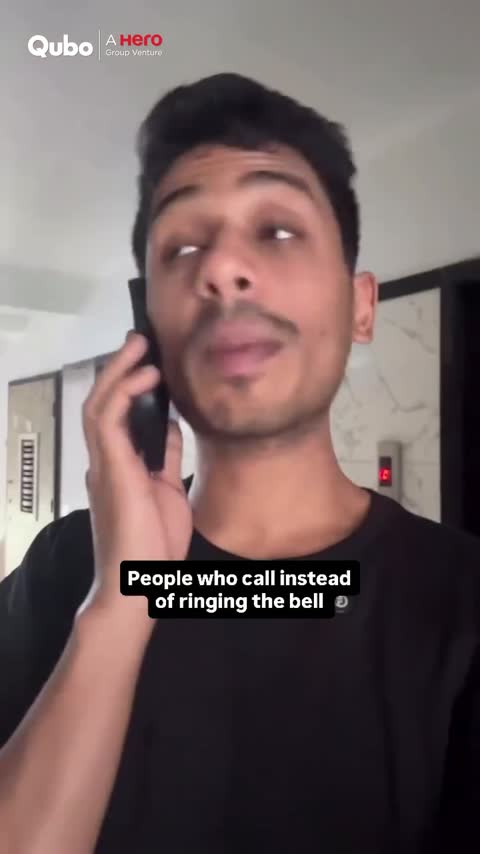 Qubo
A HERO
Group Venture
People who call instead
of ringing the bell